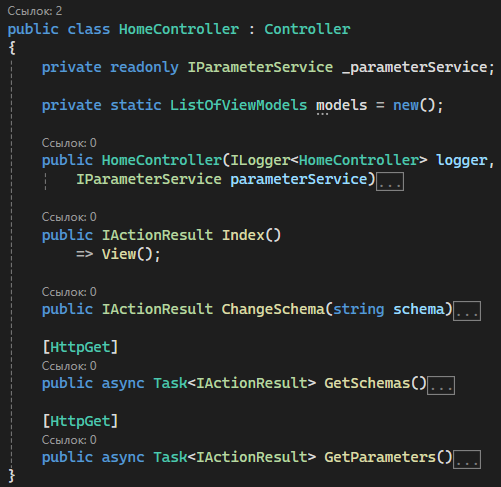 Ссылок: 2
public class HomeController : Controller
{
private readonly IParameterService _parameterService;
private static ListOfViewModels models = new();
Ссылок: 0
public HomeController(ILogger<HomeController> logger,
IParameterService parameterService)...
Ссылок: 0
public IActionResult Index()
=> View();
Ссылок: 0
public IActionResult ChangeSchema(string schema)...
[HttpGet]
Ссылок: 0
public async Task<IActionResult> GetSchemas()...
[HttpGet]
Ссылок: 0
public async Task<IActionResult> GetParameters()...
}